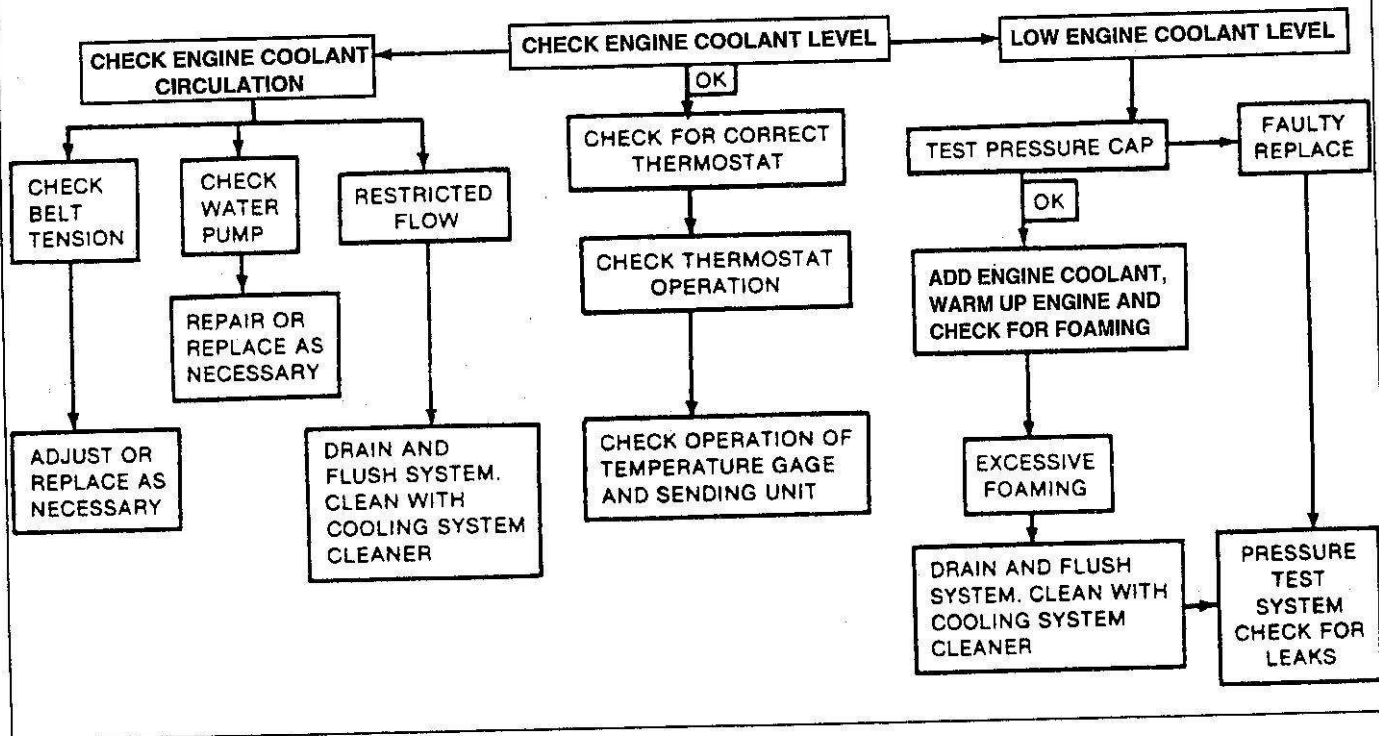 CHECK ENGINE COOLANT
CIRCULATION
CHECK ENGINE COOLANT LEVEL
LOW ENGINE COOLANT LEVEL
OK
CHECK
BELT
TENSION
CHECK
WATER
PUMP
RESTRICTED
FLOW
CHECK FOR CORRECT
THERMOSTAT
TEST PRESSURE CAP
FAULTY
REPLACE
OK
CHECK THERMOSTAT
OPERATION
ADD ENGINE COOLANT,
WARM UP ENGINE AND
CHECK FOR FOAMING
REPAIR OR
REPLACE AS
NECESSARY
ADJUST OR
REPLACE AS
NECESSARY
DRAIN AND
FLUSH SYSTEM.
CLEAN WITH
COOLING SYSTEM
CLEANER
CHECK OPERATION OF
TEMPERATURE GAGE
AND SENDING UNIT
EXCESSIVE
FOAMING
DRAIN AND FLUSH
SYSTEM. CLEAN WITH
COOLING SYSTEM
CLEANER
PRESSURE
TEST
SYSTEM
CHECK FOR
LEAKS